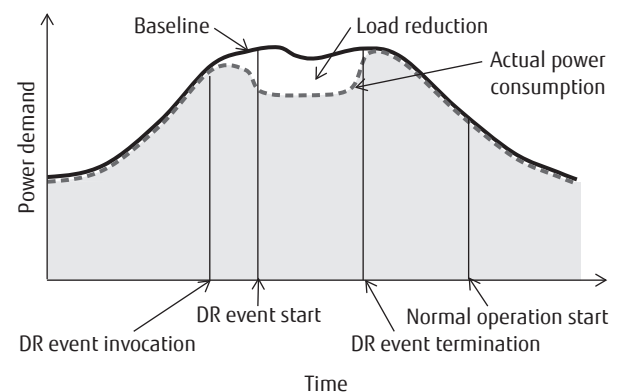 Baseline
Load reduction
Actual power
consumption
Power demand
DR event start
Normal operation start
DR event invocation
DR event termination
Time